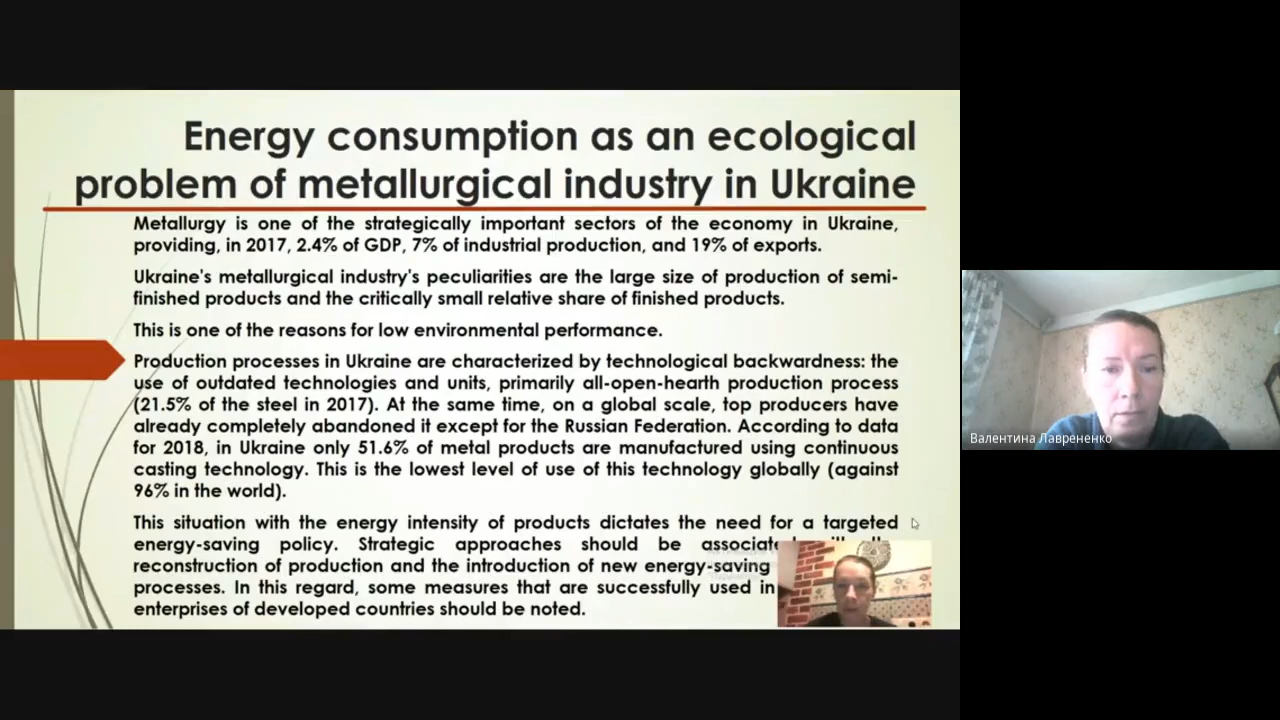 Energy consumption as an ecological
problem of metallurgical industry in Ukraine
Metallurgy is one of the strategically important sectors of the economy in Ukraine,
providing, in 2017, 2.4% of GDP, 7% of industrial production, and 19% of exports.
Ukraine's metallurgical industry's peculiarities are the large size of production of semi-
finished products and the critically small relative share of finished products.
This is one of the reasons for low environmental performance.
Production processes in Ukraine are characterized by technological backwardness: the
use of outdated technologies and units, primarily all-open-hearth production process
(21.5% of the steel in 2017). At the same time, on a global scale, top producers have
already completely abandoned it except for the Russian Federation. According to data
for 2018, in Ukraine only 51.6% of metal products are manufactured using continuous
casting technology. This is the lowest level of use of this technology globally (against
96% in the world).
This situation with the energy intensity of products dictates the need for a targeted
energy-saving policy. Strategic approaches should be
reconstruction of production and the introduction of new energy-saving
processes. In this regard, some measures that are successfully used in
enterprises of developed countries should be noted.
Валентина Лаврененко